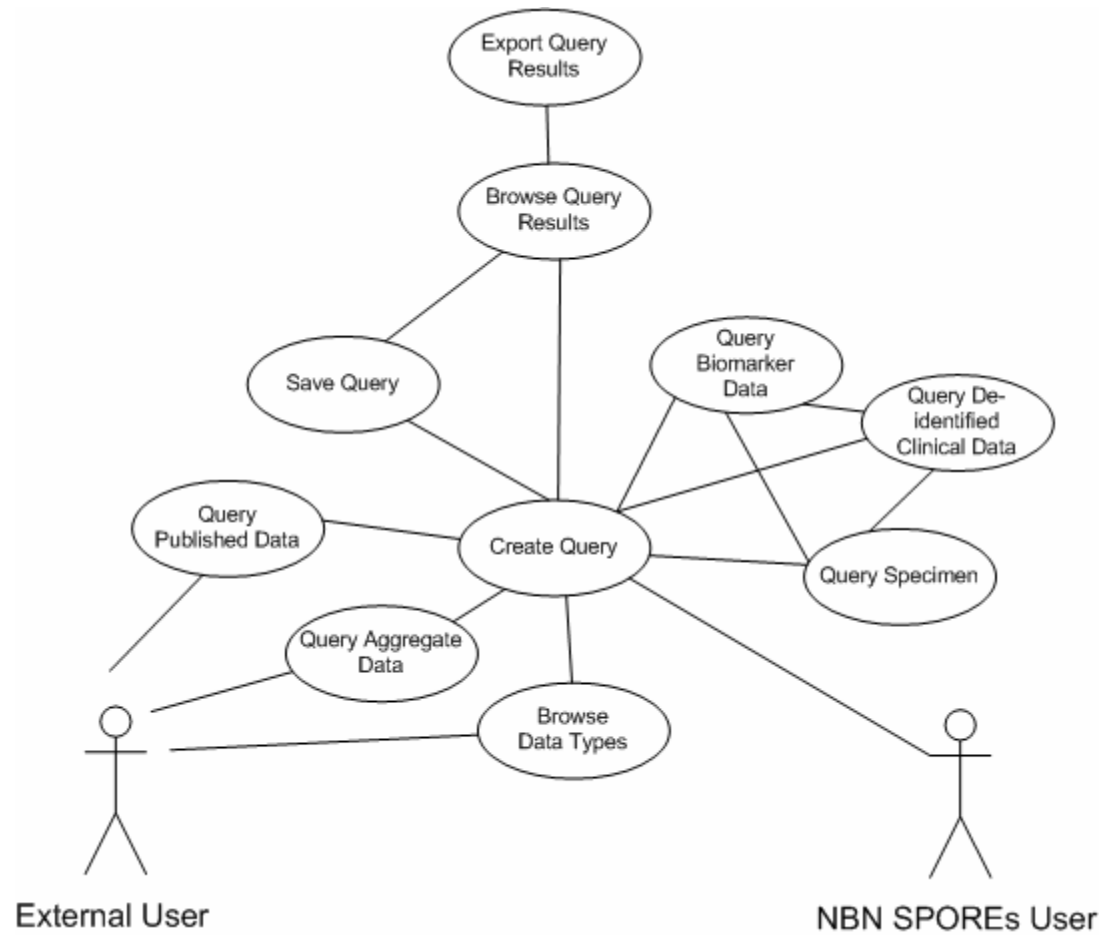 Export Query
Results
Browse Query
Results
Query
Biomarker
Data
Save Query
Query De-
identified
Clinical Data
Query
Published Data
Create Query
Query Specimen
Query Aggregate
Data
Browse
Data Types
External User
NBN SPOREs User